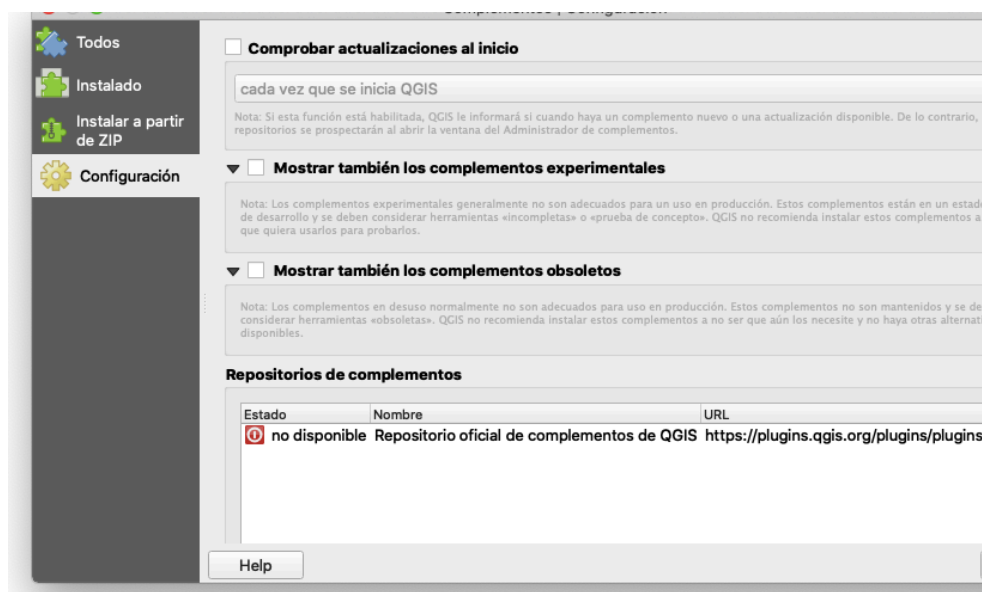 Complementos | Configuración
Todos
Instalado
Instalar a partir
de ZIP
Configuración
Comprobar actualizaciones al inicio
cada vez que se inicia QGIS
Nota: Si esta función está habilitada, QGIS le informará si cuando haya un complemento nuevo o una actualización disponible. De lo contrario,
repositorios se prospectarán al abrir la ventana del Administrador de complementos.
Mostrar también los complementos experimentales
Nota: Los complementos experimentales generalmente no son adecuados para un uso en producción. Estos complementos están en un estad
de desarrollo y se deben considerar herramientas «incompletas» o «prueba de concepto». QGIS no recomienda instalar estos complementos a
que quiera usarlos para probarlos.
Mostrar también los complementos obsoletos
Nota: Los complementos en desuso normalmente no son adecuados para uso en producción. Estos complementos no son mantenidos y se de
considerar herramientas «obsoletas». QGIS no recomienda instalar estos complementos a no ser que aún los necesite y no haya otras alternat
disponibles.
Repositorios de complementos
Estado Nombre URL
no disponible Repositorio oficial de complementos de QGIS https://plugins.qgis.org/plugins/plugins
Help